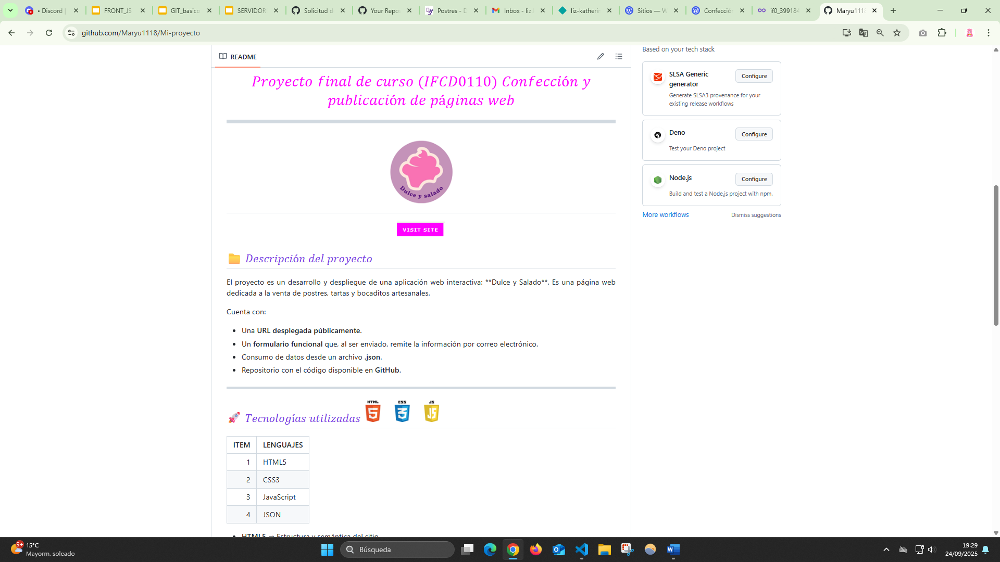 • Discord |
FRONT_JS
GIT_basico
SERVIDOR
Solicitud d
Your Repo
Postres - D
Inbox - liz.
liz-katherin
Sitios — W
Confección
if0_399184
Maryu1118
github.com/Maryu1118/Mi-proyecto
README
Proyecto final de curso (IFCD0110) Confección y
publicación de páginas web
Dulce y salado
VISIT SITE
Descripción del proyecto
El proyecto es un desarrollo y despliegue de una aplicación web interactiva: **Dulce y Salado**. Es una página web
dedicada a la venta de postres, tartas y bocaditos artesanales.
Cuenta con:
Una URL desplegada públicamente.
Un formulario funcional que, al ser enviado, remite la información por correo electrónico.
Consumo de datos desde un archivo .json.
Repositorio con el código disponible en GitHub.
Tecnologías utilizadas HTML 5 CSS 3 JS JS
ITEM LENGUAJES
1 HTML5
2 CSS3
3 JavaScript
4 JSON
HTML5 → Estructura y semántica del sitio
Based on your tech stack
SLSA Generic
generator
Configure
Generate SLSA3 provenance for your
existing release workflows
Deno
Configure
Test your Deno project
Node.js
Configure
Build and test a Node.js project with npm.
More workflows
Dismiss suggestions
9+
15°C
Mayorm. soleado
Búsqueda
19:29
24/09/2025